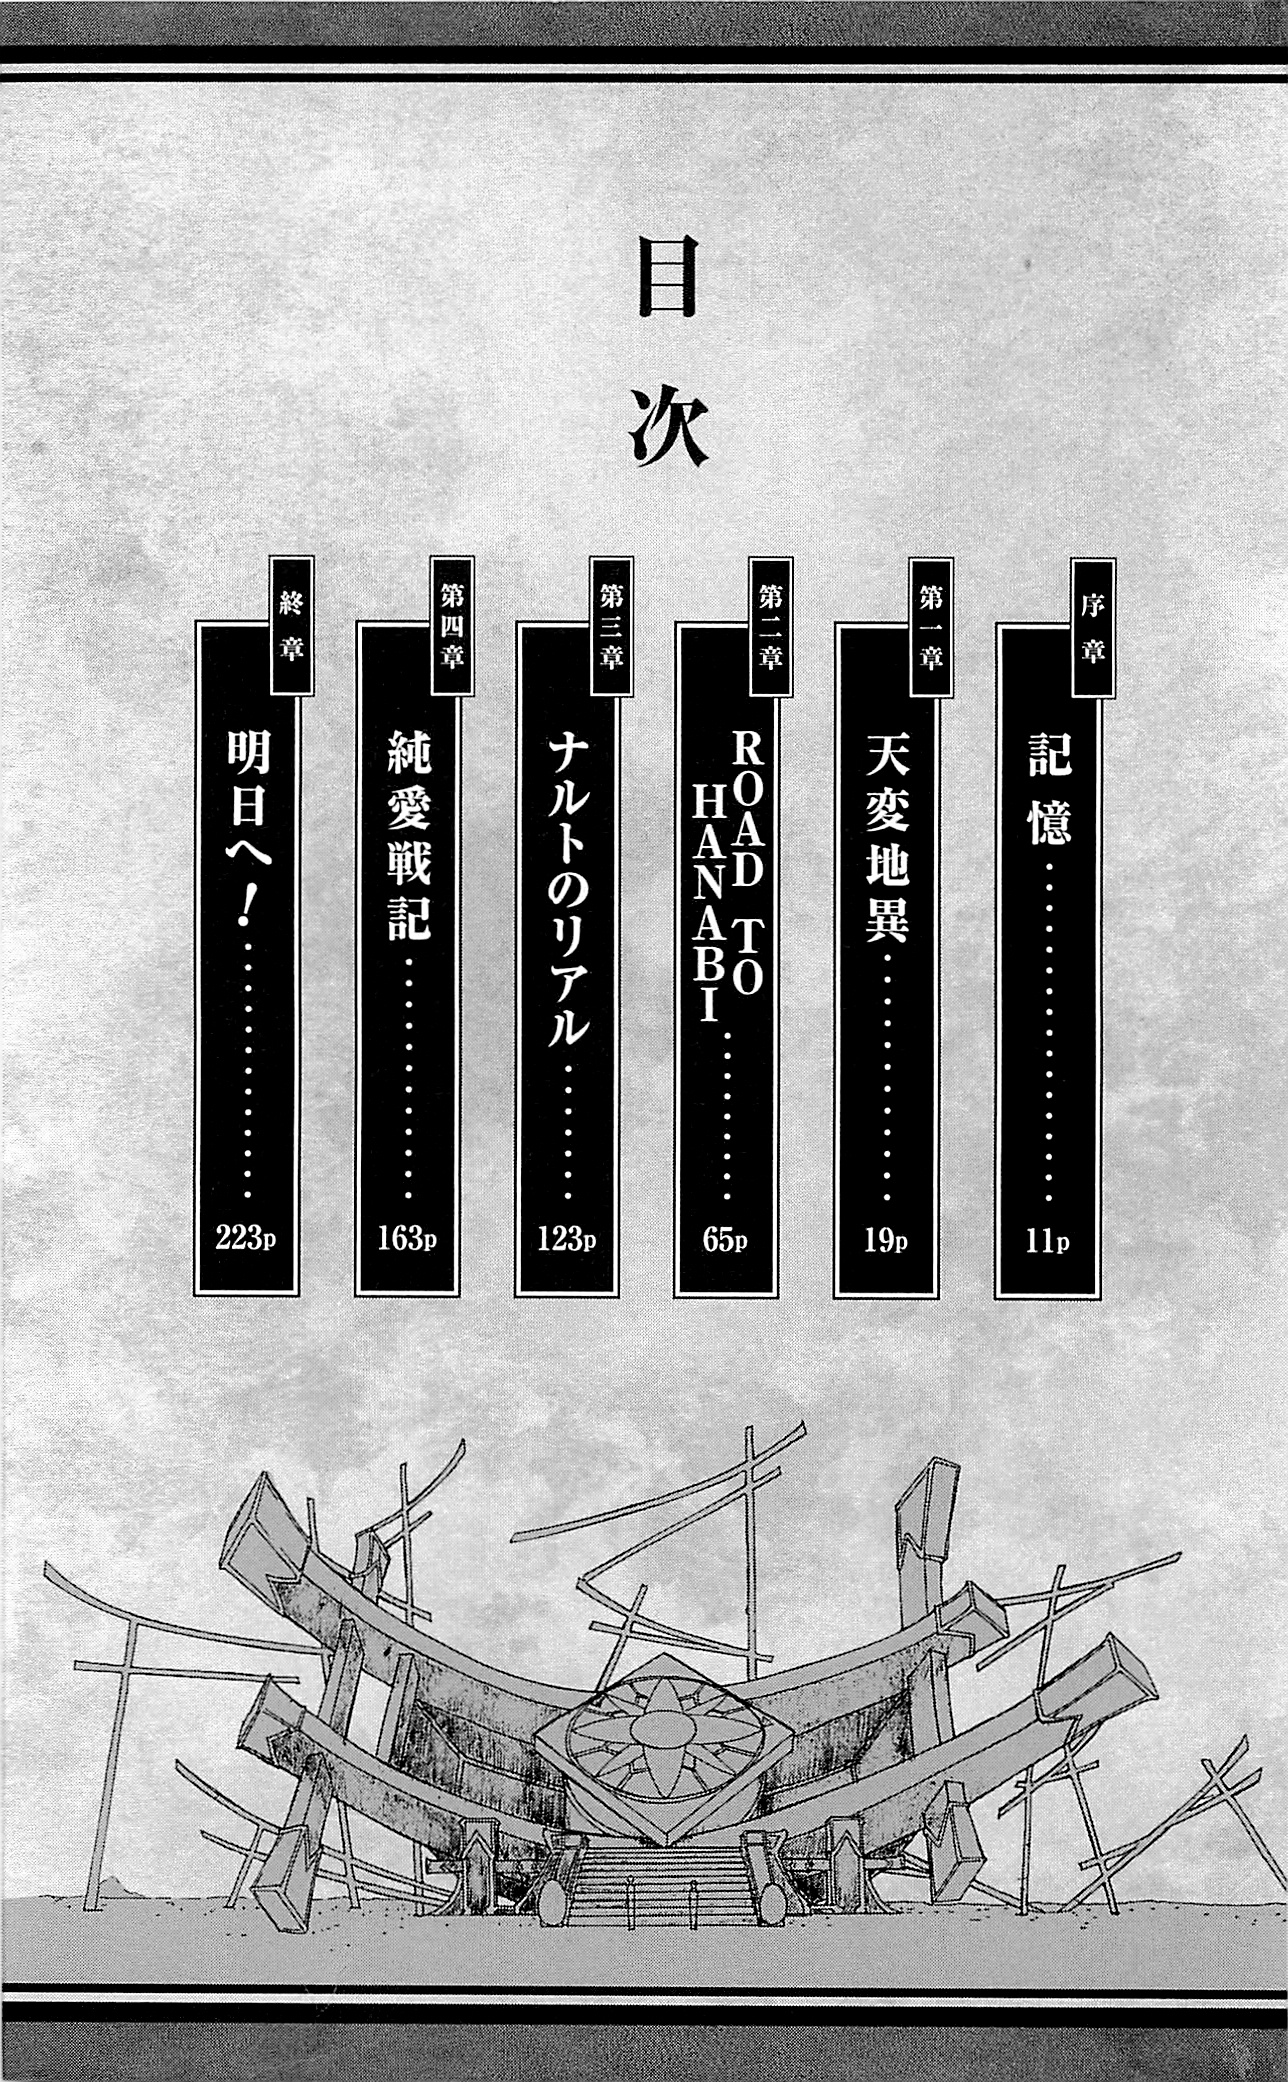 目次
序章
記憶…………………11p
第一章
天変地異……………19p
第二章
ROAD TO
HANABI…………65p
第三章
ナルトのリアル………123p
第四章
純愛戦記……………163p
終章
明日へ！……………223p